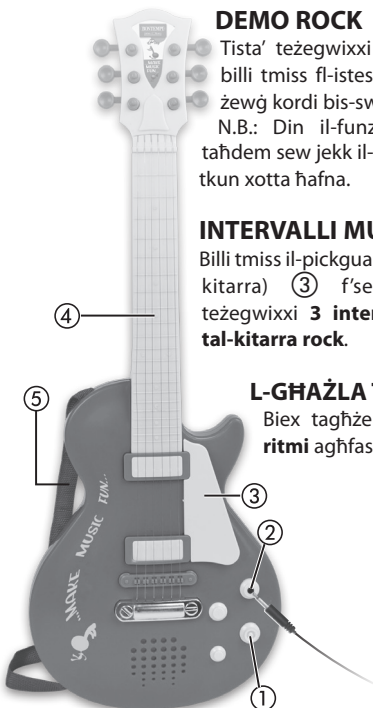 DEMO ROCK
Tista' teżegwixxi
billi tmiss fl-istes
żewġ kordi bis-sw
N.B.: Din il-funz
taħdem sew jekk il-
tkun xotta ħafna.
INTERVALLI MU
Billi tmiss il-pickgua
kitarra) ③ f'se
teżegwixxi 3 inter
tal-kitarra rock.
④
L-GĦAŻLA
⑤
Biex tagħże
ritmi agħfas
③
②
...MAKE MUSIC FUN...
①